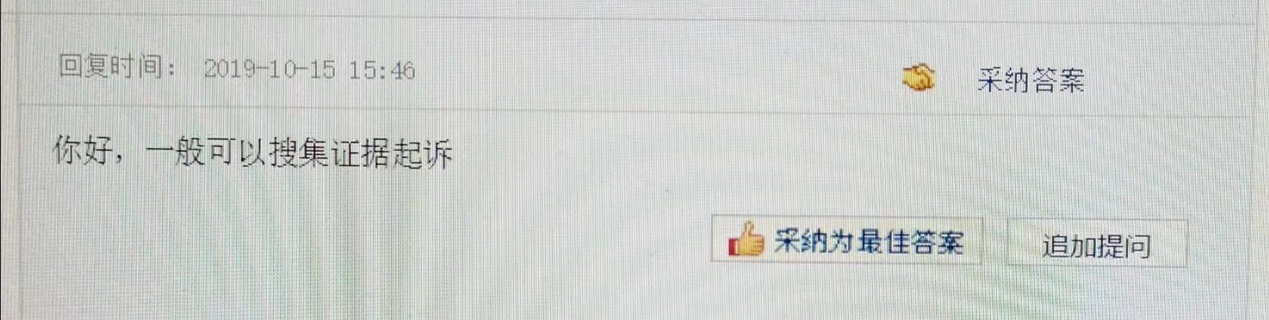 回复时间： 2019-10-15 15:46
采纳答案
你好，一般可以搜集证据起诉
采纳为最佳答案
追加提问